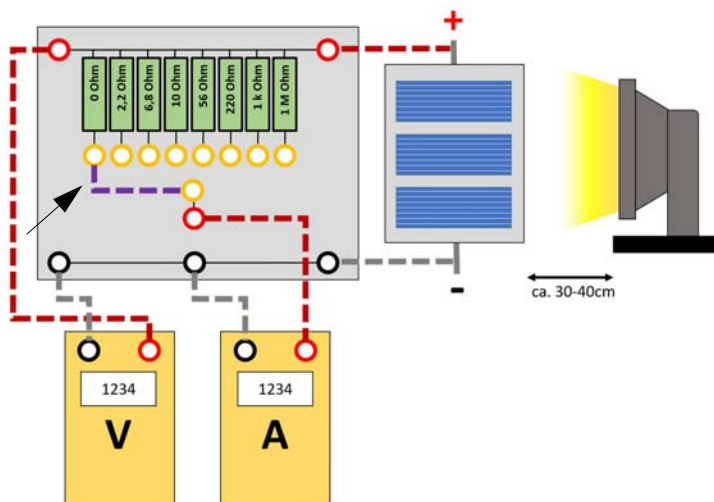 +
0 Ohm
2,2 Ohm
6,8 Ohm
10 Ohm
56 Ohm
220 Ohm
1 k Ohm
1 M Ohm
-
ca. 30-40cm
1234
V
1234
A